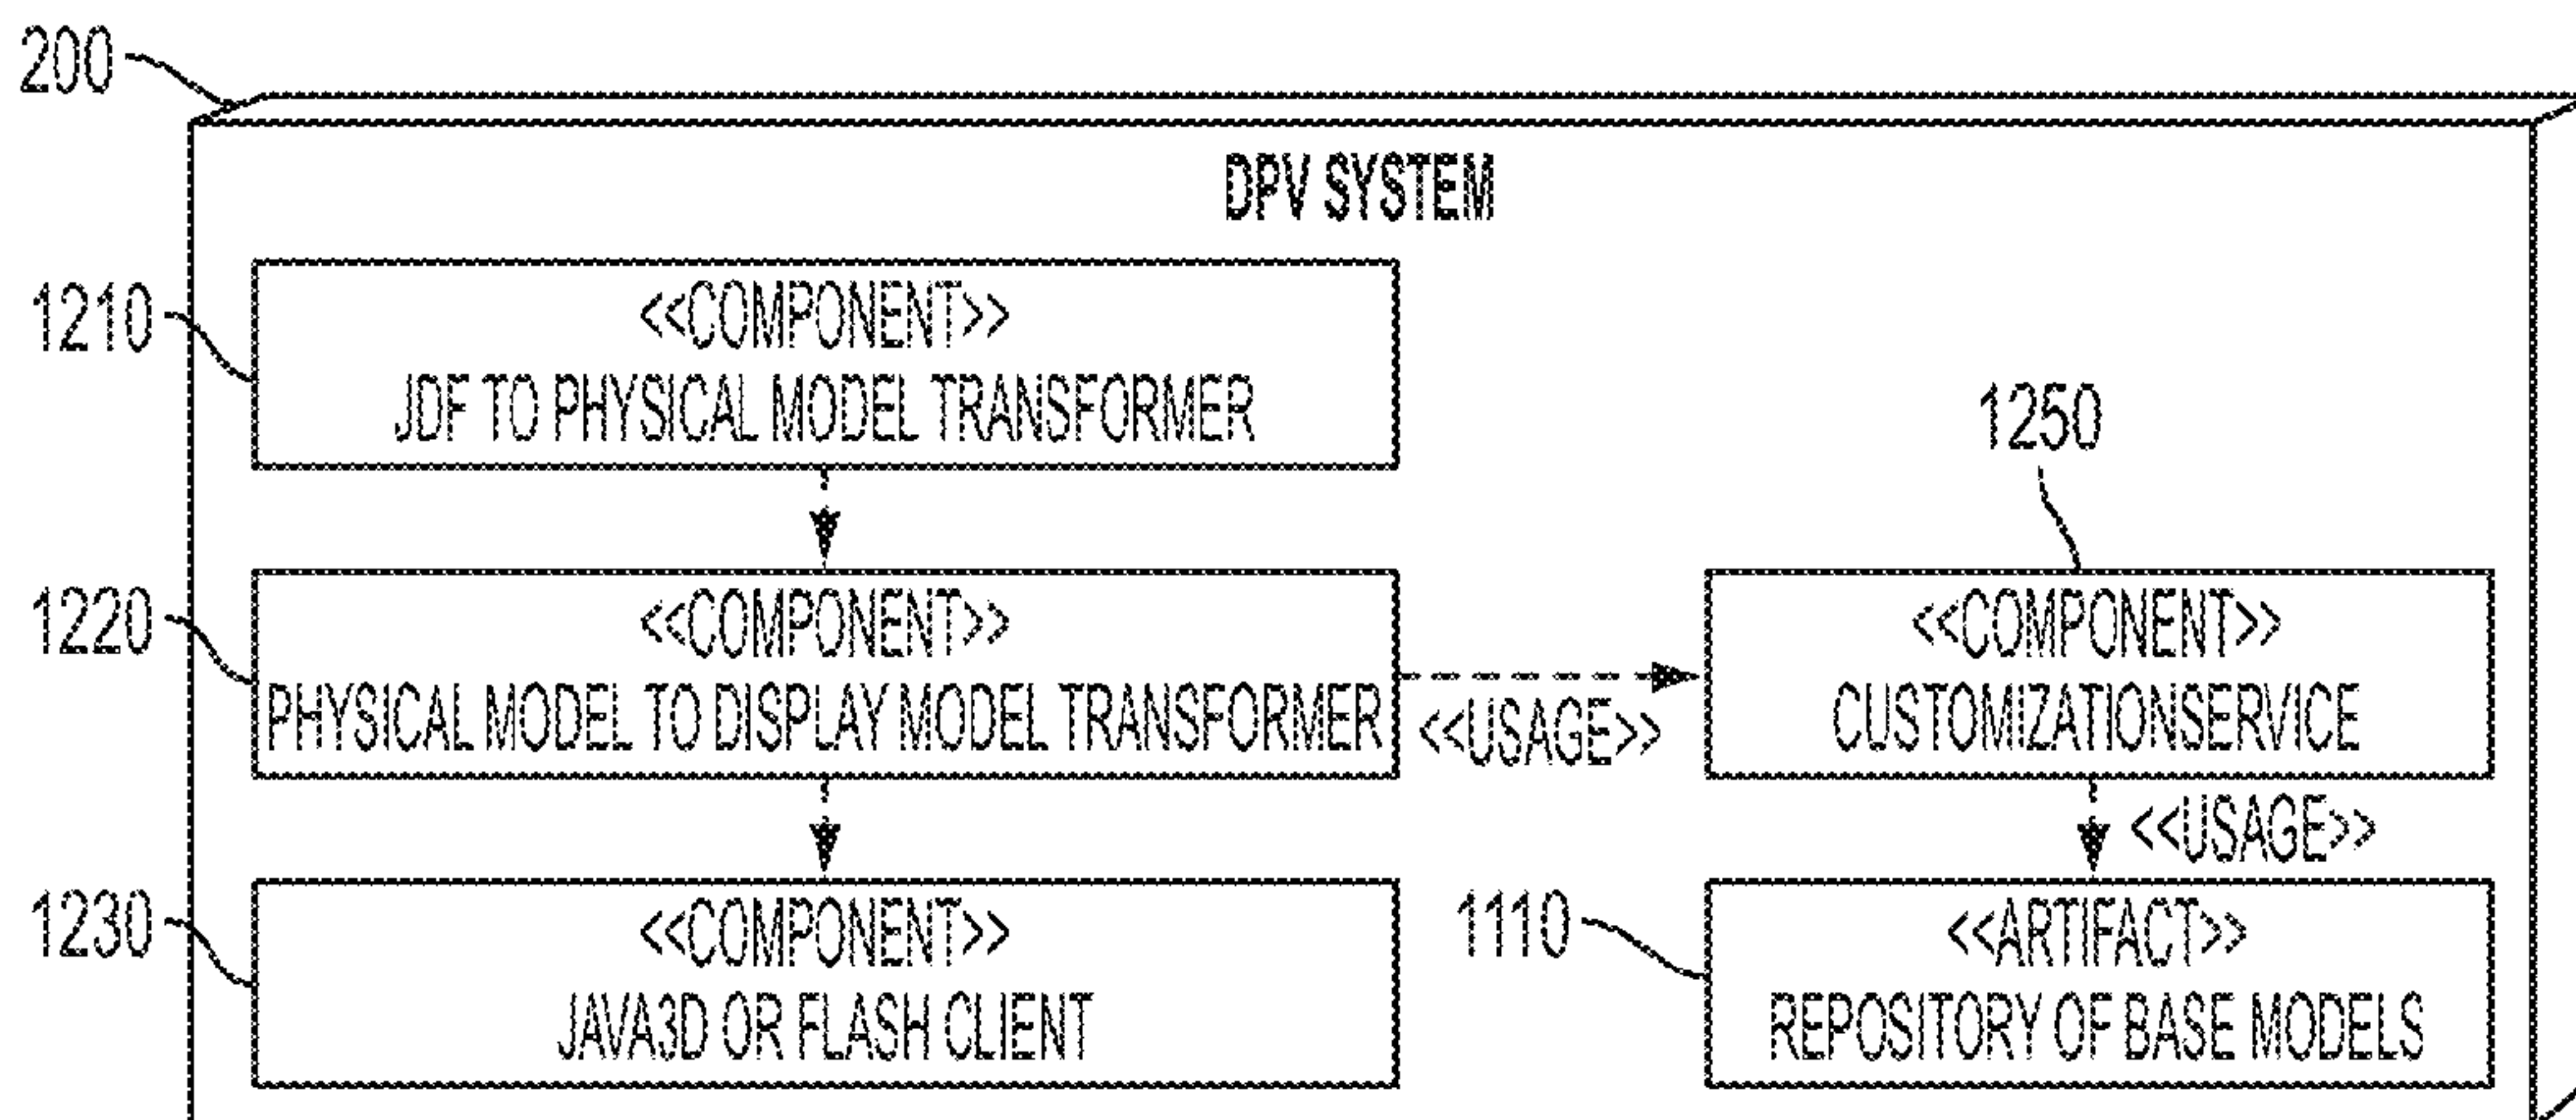 200
DPV SYSTEM
1210
<<COMPONENT>>
JDF TO PHYSICAL MODEL TRANSFORMER
1250
1220
<<COMPONENT>>
PHYSICAL MODEL TO DISPLAY MODEL TRANSFORMER
<<USAGE>>
<<COMPONENT>>
CUSTOMIZATIONSERVICE
<<USAGE>>
1230
<<COMPONENT>>
JAVA3D OR FLASH CLIENT
1110
<<ARTIFACT>>
REPOSITORY OF BASE MODELS